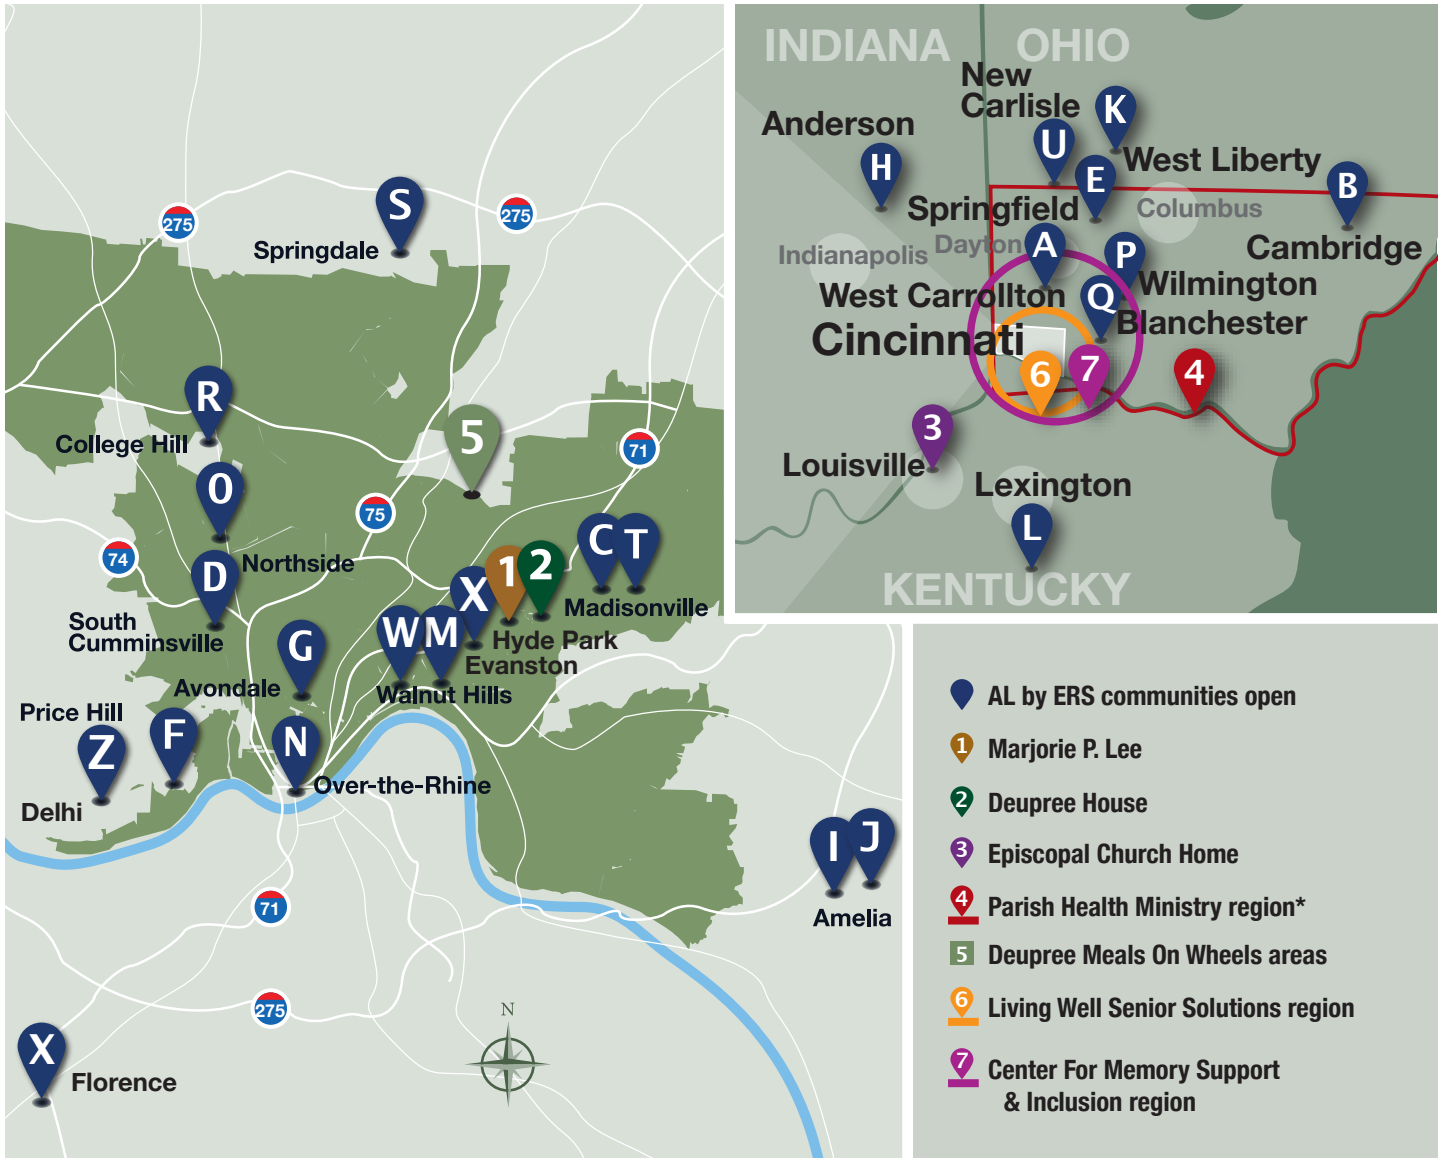 275
S
275
Springdale
R
College Hill
5
71
O
75
74
Northside
D
South
Cumminsville
C
T
1
2
X
Madisonville
Hyde Park
Evanston
W
M
Walnut Hills
G
Avondale
Price Hill
Z
F
N
Over-the-Rhine
Delhi
I
J
Amelia
71
275
N
X
Florence
INDIANA
OHIO
New
Carlisle
K
Anderson
U
West Liberty
H
E
B
Springfield
Columbus
Cambridge
Indianapolis
Dayton
A
P
West Carrollton
Wilmington
Q
Blanchester
Cincinnati
6
7
4
3
Louisville
Lexington
L
KENTUCKY
AL by ERS communities open
1 Marjorie P. Lee
2 Deupree House
3 Episcopal Church Home
4 Parish Health Ministry region*
5 Deupree Meals On Wheels areas
6 Living Well Senior Solutions region
7 Center For Memory Support
& Inclusion region